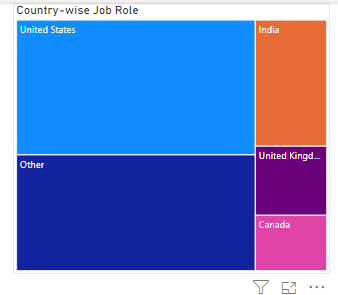 Country-wise Job Role
United States
India
United Kingd...
Other
Canada